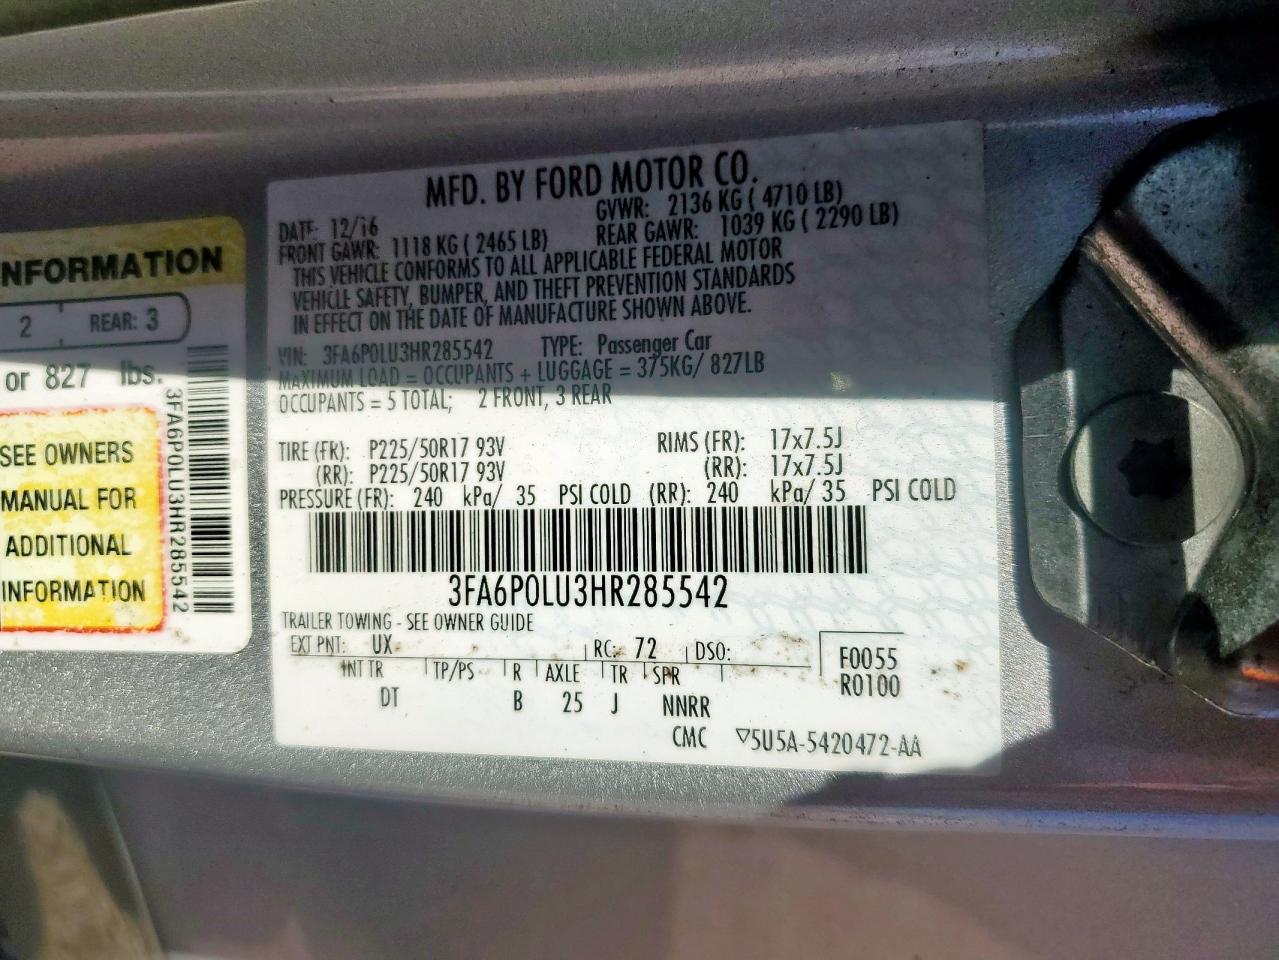 NFORMATION
2 REAR: 3
or 827 lbs.
SEE OWNERS
MANUAL FOR
ADDITIONAL
INFORMATION
3FA6P0LU3HR285542
MFD. BY FORD MOTOR CO.
DATE: 12/16 GVWR: 2136 KG ( 4710 LB)
FRONT GAWR: 1118 KG ( 2465 LB) REAR GAWR: 1039 KG ( 2290 LB)
THIS VEHICLE CONFORMS TO ALL APPLICABLE FEDERAL MOTOR
VEHICLE SAFETY, BUMPER, AND THEFT PREVENTION STANDARDS
IN EFFECT ON THE DATE OF MANUFACTURE SHOWN ABOVE.
VIN: 3FA6P0LU3HR285542 TYPE: Passenger Car
MAXIMUM LOAD = OCCUPANTS + LUGGAGE = 375KG/ 827LB
OCCUPANTS = 5 TOTAL; 2 FRONT, 3 REAR
TIRE (FR): P225/50R17 93V RIMS (FR): 17x7.5J
(RR): P225/50R17 93V (RR): 17x7.5J
PRESSURE (FR): 240 kPa/ 35 PSI COLD (RR): 240 kPa/ 35 PSI COLD
3FA6P0LU3HR285542
TRAILER TOWING - SEE OWNER GUIDE
EXT PNT: UX RC: 72 DSO: F0055
INT TR TP/PS R AXLE TR SPR R0100
DT B 25 J NNRR
CMC ▽5U5A-5420472-AA